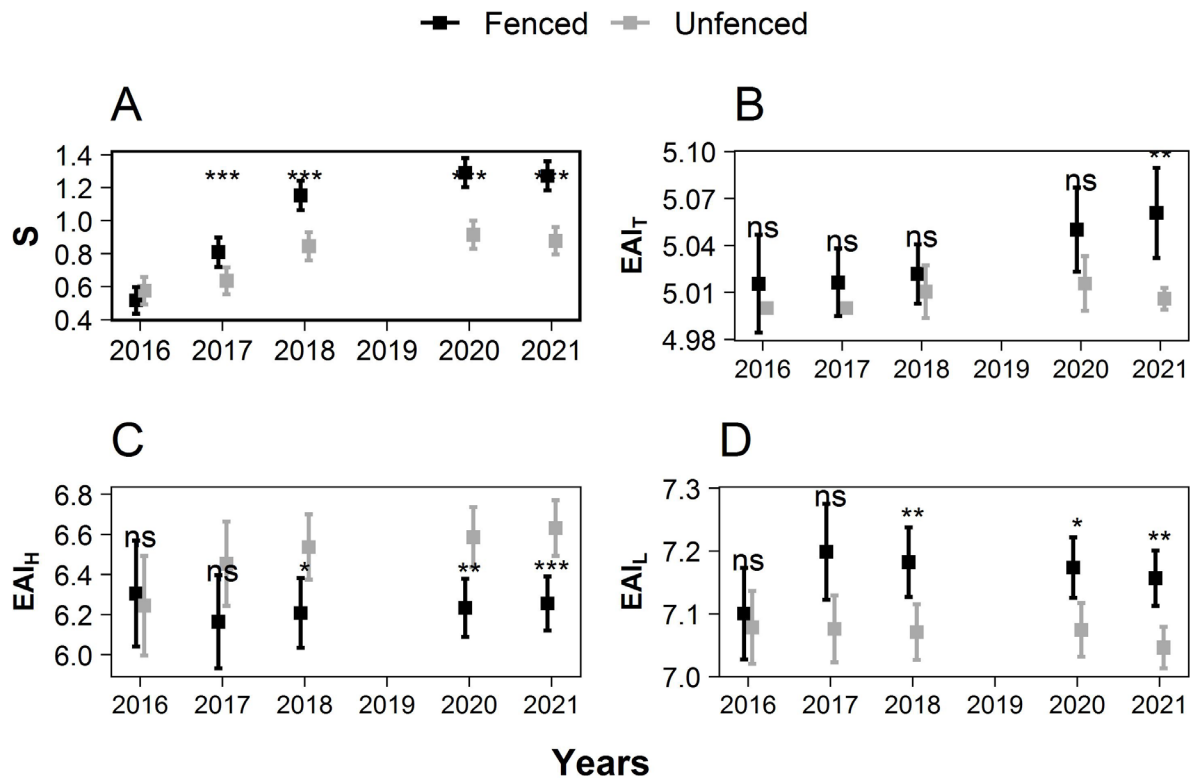 Fenced Unfenced
A
B
S
1.4
1.2
1.0
0.8
0.6
0.4
*** *** *** ***
2016 2017 2018 2019 2020 2021
EAIT
5.10
5.07
5.04
5.01
4.98
ns ns ns ns **
2016 2017 2018 2019 2020 2021
C
D
EAIH
6.8
6.6
6.4
6.2
6.0
ns ns * ** ***
2016 2017 2018 2019 2020 2021
EAIL
7.3
7.2
7.1
7.0
ns ns ** * **
2016 2017 2018 2019 2020 2021
Years